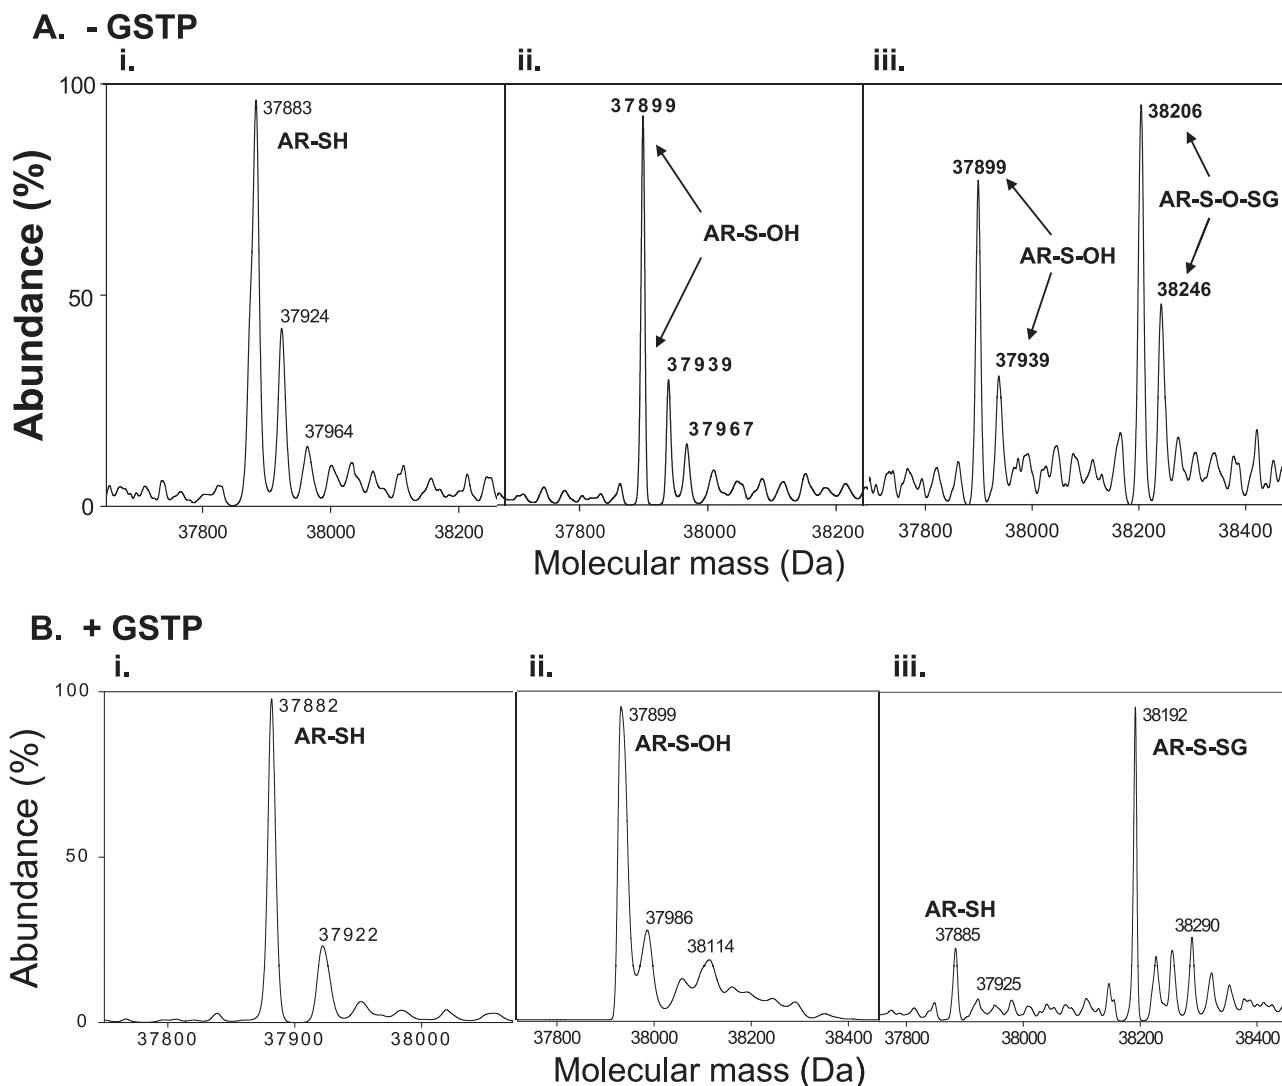 A. - GSTP
i.
ii.
iii.
Abundance (%)
100
50
0
37883
AR-SH
37924
37964
37800
38000
38200
37899
AR-S-OH
37939
37967
37800
38000
38200
37899
AR-S-OH
37939
38206
AR-S-O-SG
38246
37800
38000
38200
38400
Molecular mass (Da)
B. + GSTP
i.
ii.
iii.
Abundance (%)
100
50
0
37882
AR-SH
37922
37800
37900
38000
37899
AR-S-OH
37986
38114
37800
38000
38200
38400
AR-SH
37885
37925
38192
AR-S-SG
38290
37800
38000
38200
38400
Molecular mass (Da)